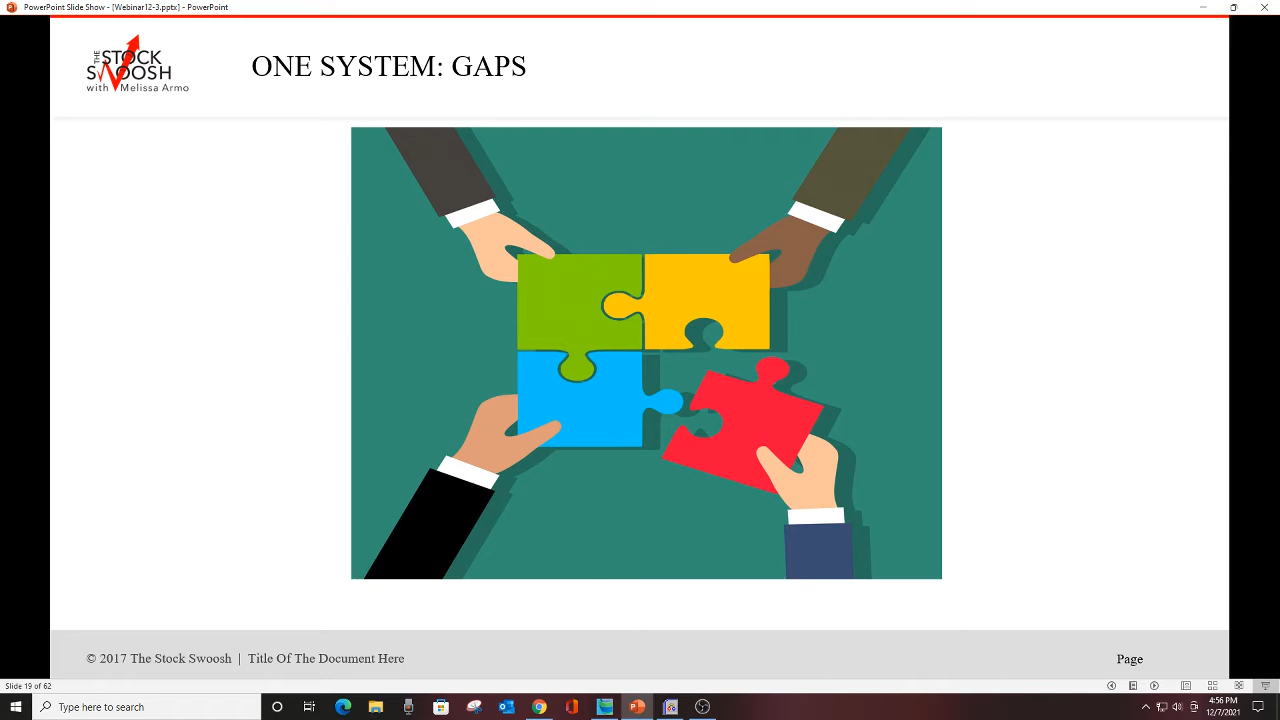 PowerPoint Slide Show - [Webinar12-3.pptx] - PowerPoint
THE STOCK
SWOOSH
with Melissa Armo
ONE SYSTEM: GAPS
© 2017 The Stock Swoosh | Title Of The Document Here
Page
Slide 19 of 62
Type here to search
4:56 PM
12/7/2021